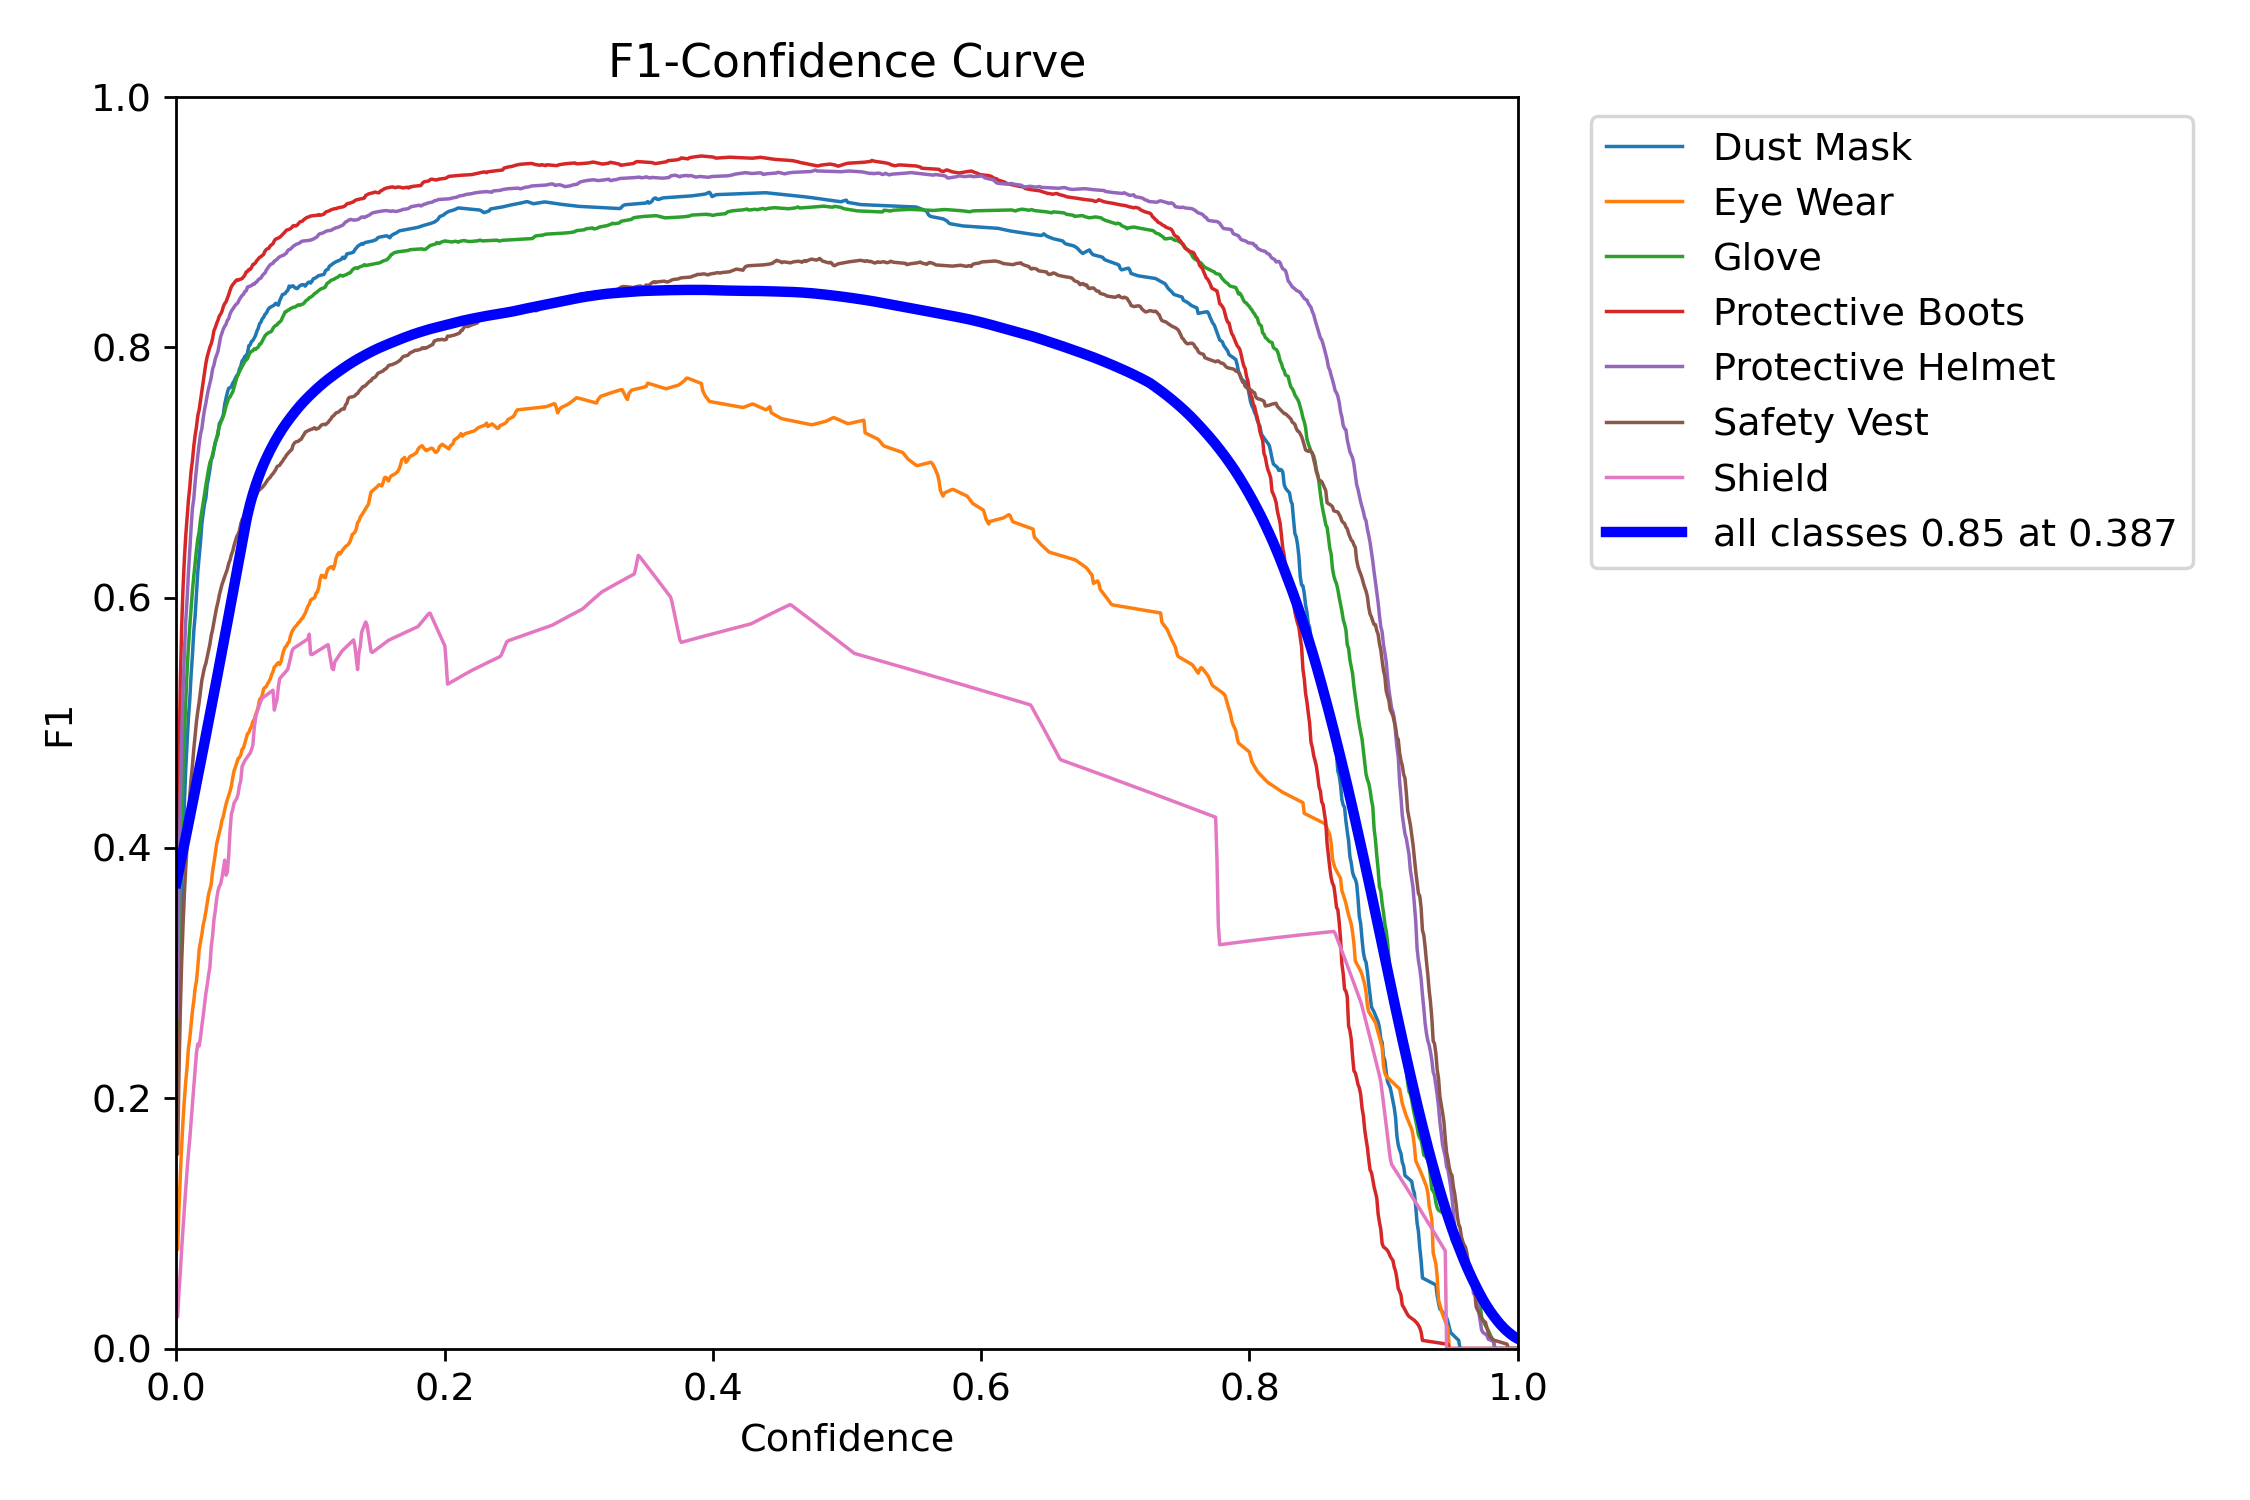 F1-Confidence Curve
1.0
0.8
0.6
0.4
0.2
0.0
F1
0.0 0.2 0.4 0.6 0.8 1.0
Confidence
Dust Mask
Eye Wear
Glove
Protective Boots
Protective Helmet
Safety Vest
Shield
all classes 0.85 at 0.387